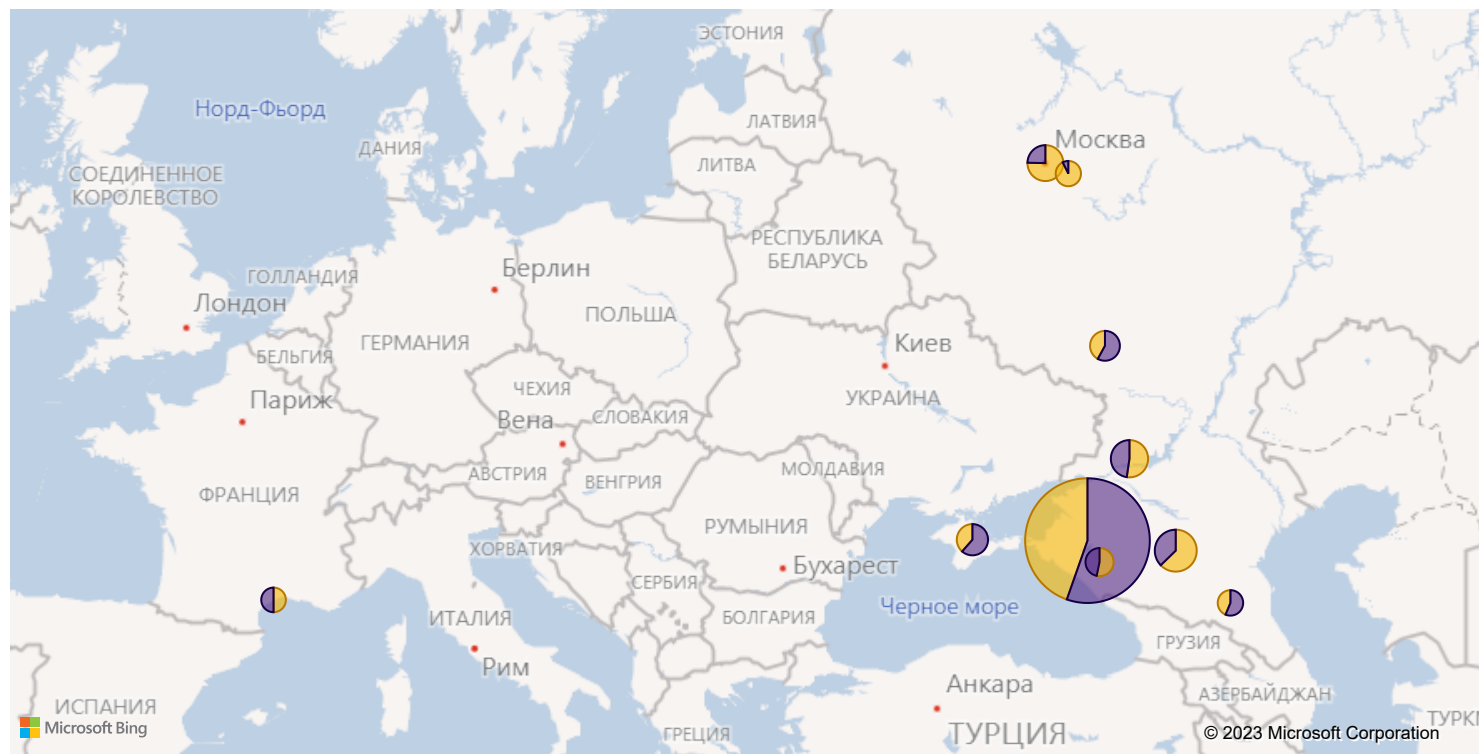 ЭСТОНИЯ
Норд-Фьорд
ЛАТВИЯ
Москва
ДАНИЯ
ЛИТВА
СОЕДИНЕННОЕ
КОРОЛЕВСТВО
РЕСПУБЛИКА
БЕЛАРУСЬ
Берлин
ГОЛЛАНДИЯ
Лондон
ПОЛЬША
ГЕРМАНИЯ
Киев
БЕЛЬГИЯ
ЧЕХИЯ
УКРАИНА
Париж
Вена
СЛОВАКИЯ
АВСТРИЯ
ВЕНГРИЯ
МОЛДАВИЯ
ФРАНЦИЯ
РУМЫНИЯ
ХОРВАТИЯ
Бухарест
СЕРБИЯ
Черное море
ИТАЛИЯ
БОЛГАРИЯ
ГРУЗИЯ
Рим
Анкара
АЗЕРБАЙДЖАН
ИСПАНИЯ
ТУРКМ
Microsoft Bing
ГРЕЦИЯ
ТУРЦИЯ
© 2023 Microsoft Corporation